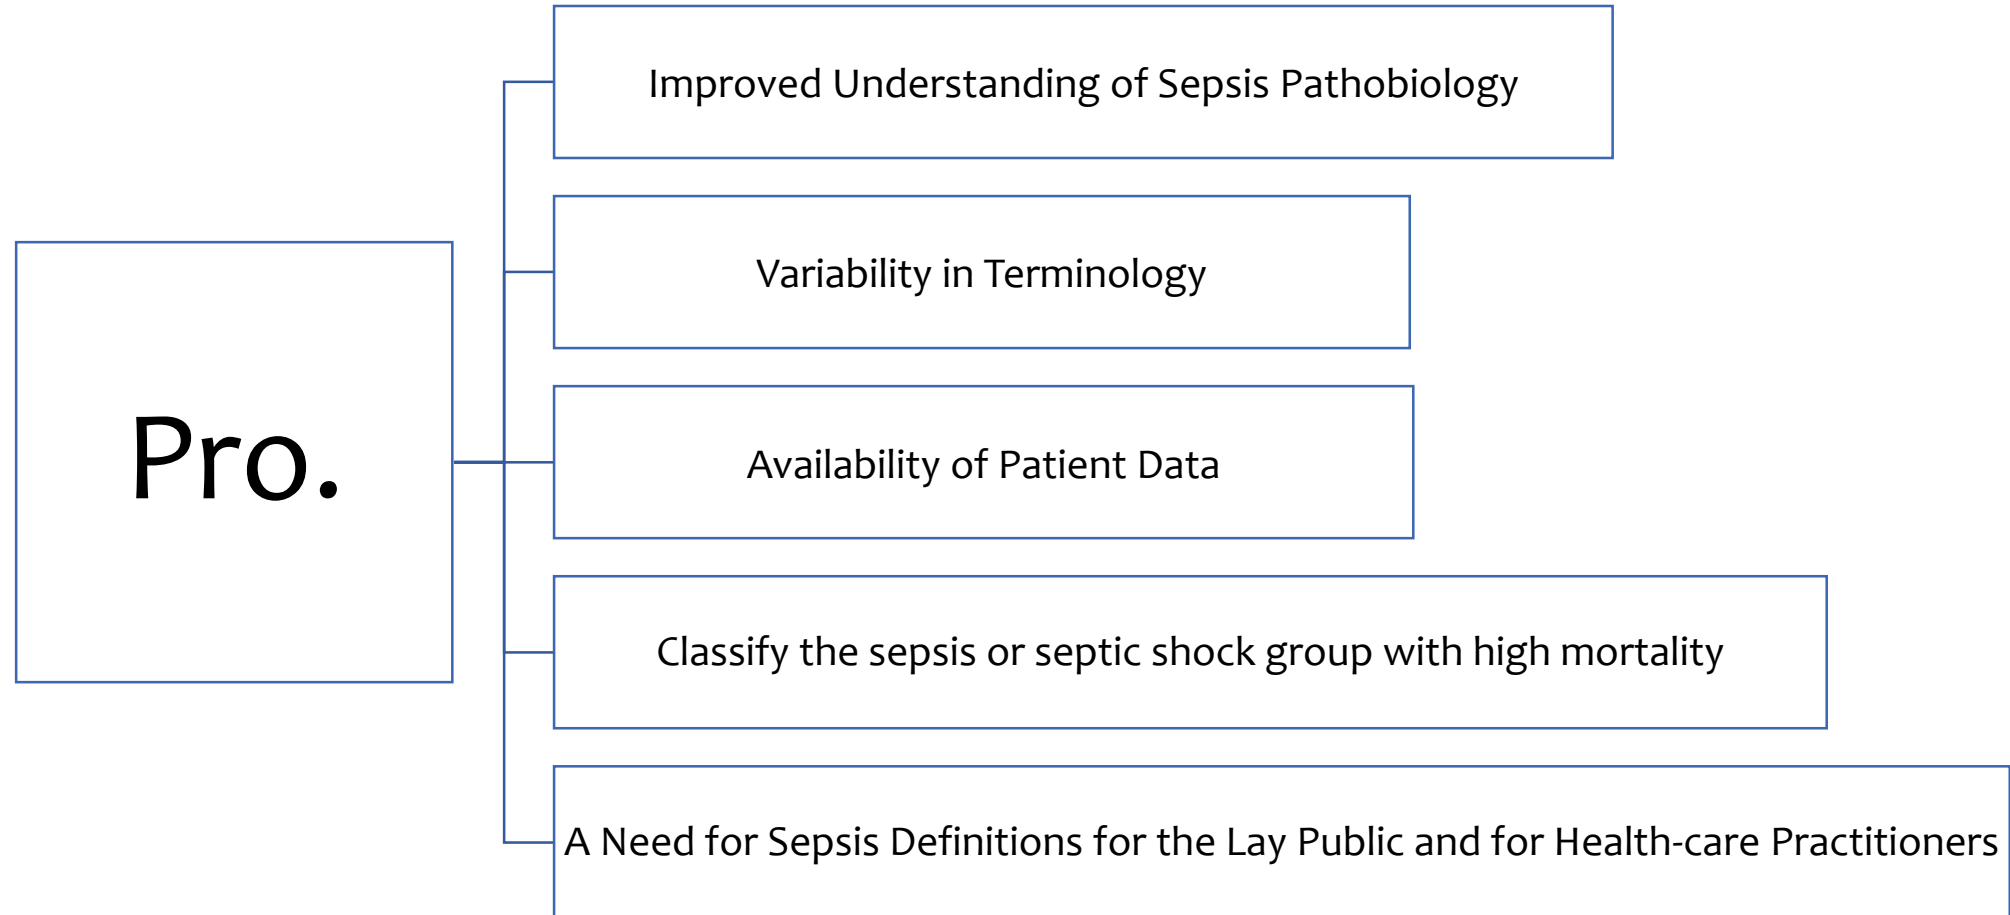 Pro.
Improved Understanding of Sepsis Pathobiology
Variability in Terminology
Availability of Patient Data
Classify the sepsis or septic shock group with high mortality
A Need for Sepsis Definitions for the Lay Public and for Health-care Practitioners